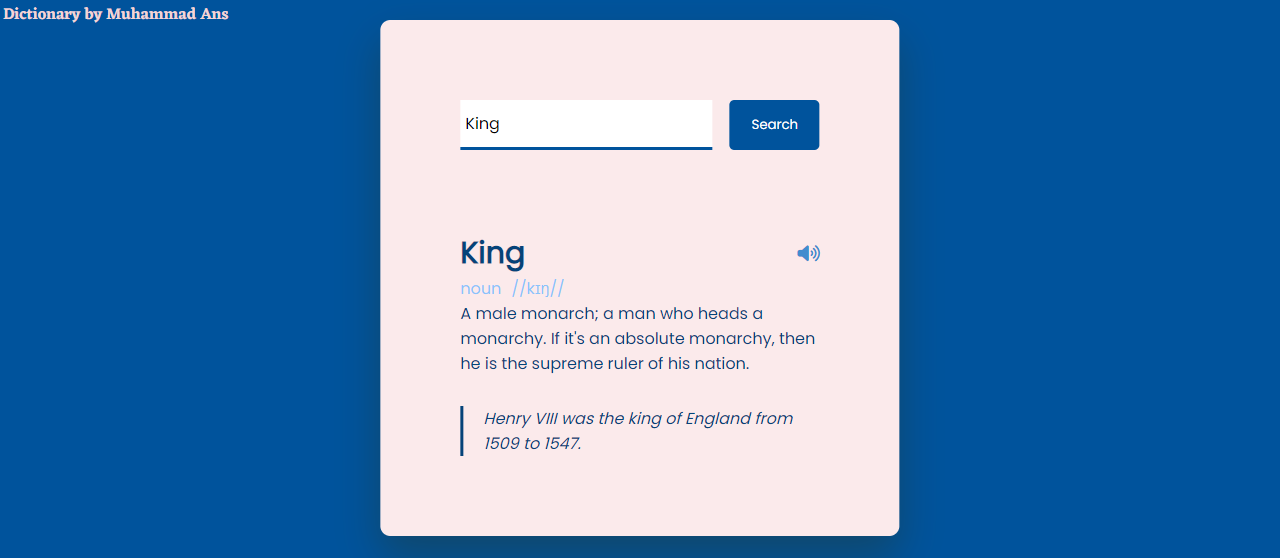 Dictionary by Muhammad Ans
King
Search
King
noun //kɪŋ//
A male monarch; a man who heads a
monarchy. If it's an absolute monarchy, then
he is the supreme ruler of his nation.
Henry VIII was the king of England from
1509 to 1547.